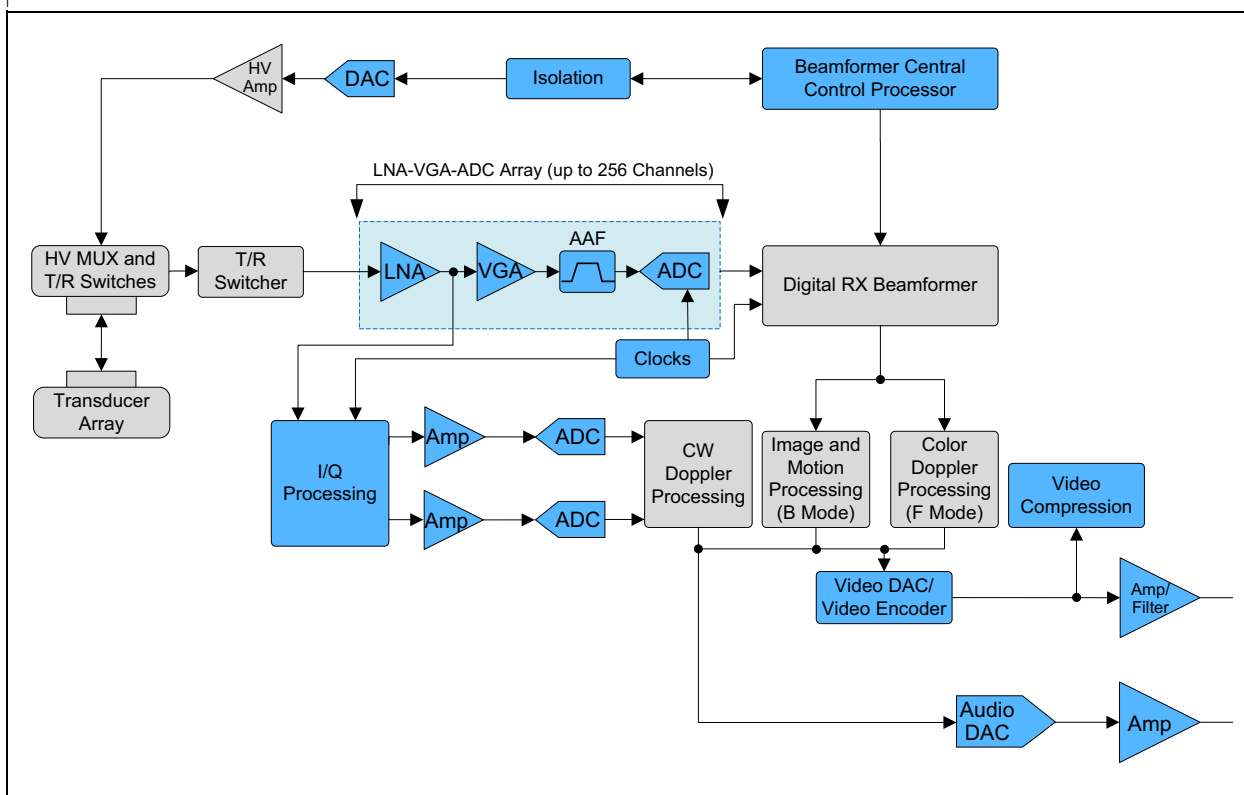 HV
Amp
DAC
Isolation
Beamformer Central
Control Processor
LNA-VGA-ADC Array (up to 256 Channels)
HV MUX and
T/R Switches
T/R
Switcher
LNA
VGA
AAF
ADC
Digital RX Beamformer
Clocks
Transducer
Array
I/Q
Processing
Amp
ADC
Amp
ADC
CW
Doppler
Processing
Image and
Motion
Processing
(B Mode)
Color
Doppler
Processing
(F Mode)
Video
Compression
Video DAC/
Video Encoder
Amp/
Filter
Audio
DAC
Amp